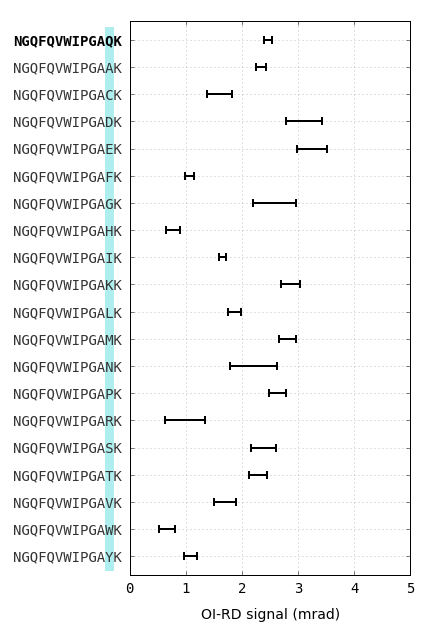 NGQFQVWIPGAQK
NGQFQVWIPGAAK
NGQFQVWIPGACK
NGQFQVWIPGADK
NGQFQVWIPGAEK
NGQFQVWIPGAFK
NGQFQVWIPGAGK
NGQFQVWIPGAHK
NGQFQVWIPGAIK
NGQFQVWIPGAKK
NGQFQVWIPGALK
NGQFQVWIPGAMK
NGQFQVWIPGANK
NGQFQVWIPGAPK
NGQFQVWIPGARK
NGQFQVWIPGASK
NGQFQVWIPGATK
NGQFQVWIPGAVK
NGQFQVWIPGAWK
NGQFQVWIPGAYK
0 1 2 3 4 5
OI-RD signal (mrad)